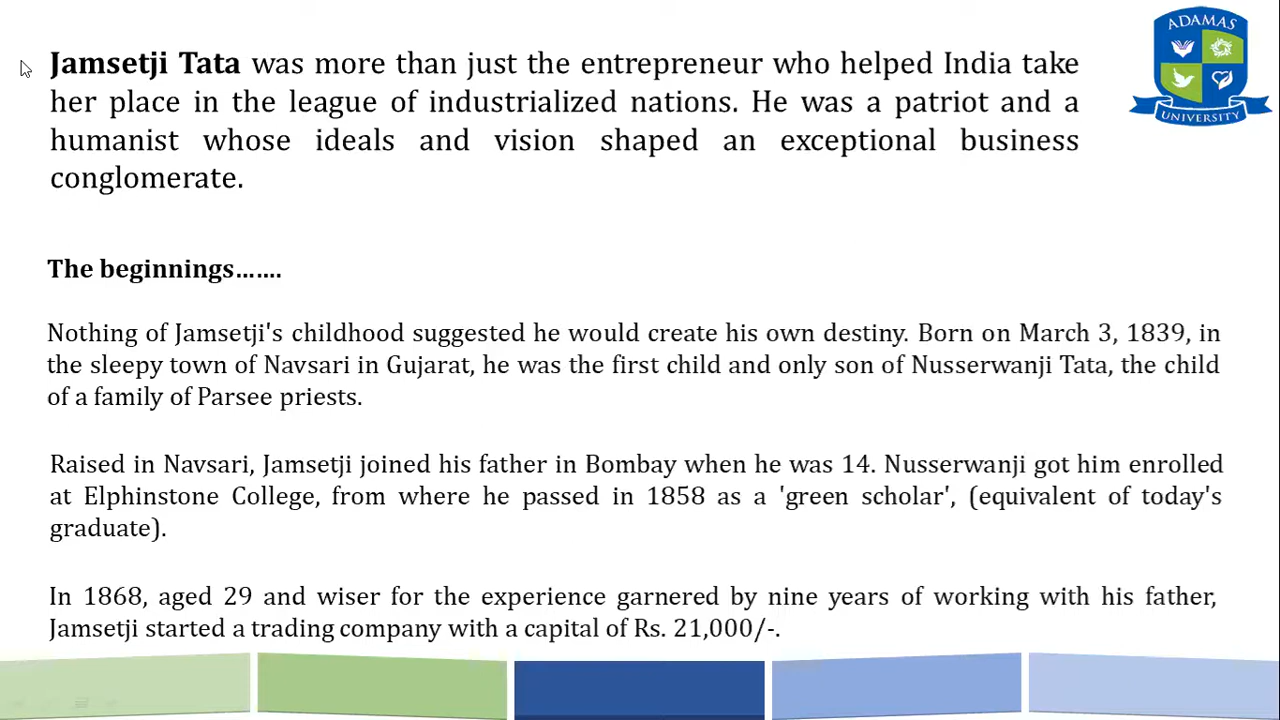 ADAMAS
UNIVERSITY
Jamsetji Tata was more than just the entrepreneur who helped India take
her place in the league of industrialized nations. He was a patriot and a
humanist whose ideals and vision shaped an exceptional business
conglomerate.
The beginnings…….
Nothing of Jamsetji's childhood suggested he would create his own destiny. Born on March 3, 1839, in
the sleepy town of Navsari in Gujarat, he was the first child and only son of Nusserwanji Tata, the child
of a family of Parsee priests.
Raised in Navsari, Jamsetji joined his father in Bombay when he was 14. Nusserwanji got him enrolled
at Elphinstone College, from where he passed in 1858 as a 'green scholar', (equivalent of today's
graduate).
In 1868, aged 29 and wiser for the experience garnered by nine years of working with his father,
Jamsetji started a trading company with a capital of Rs. 21,000/-.